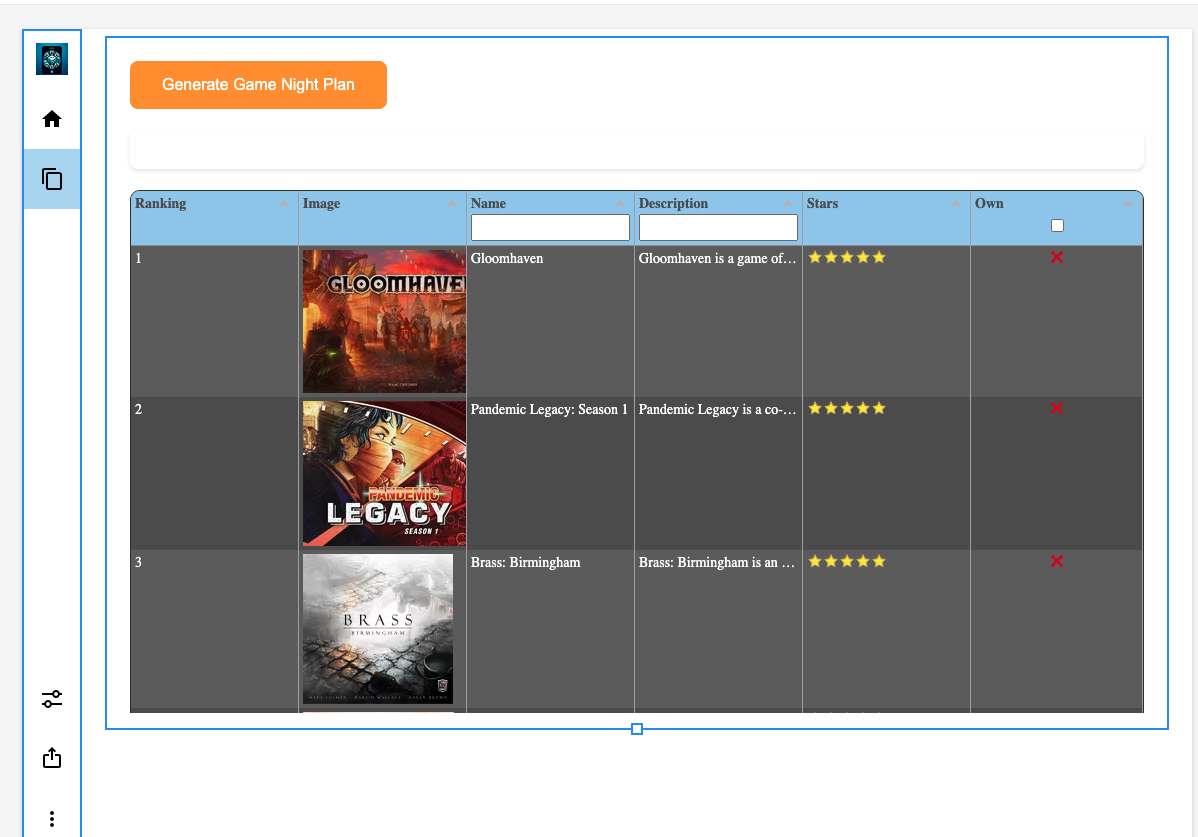 Generate Game Night Plan
Ranking Image Name Description Stars Own
1 GLOOMHAVE Gloomhaven Gloomhaven is a game of…
2 PANDEMIC LEGACY SEASON 1 Pandemic Legacy: Season 1 Pandemic Legacy is a co-…
3 BRASS BIRMINGHAM Brass: Birmingham Brass: Birmingham is an …